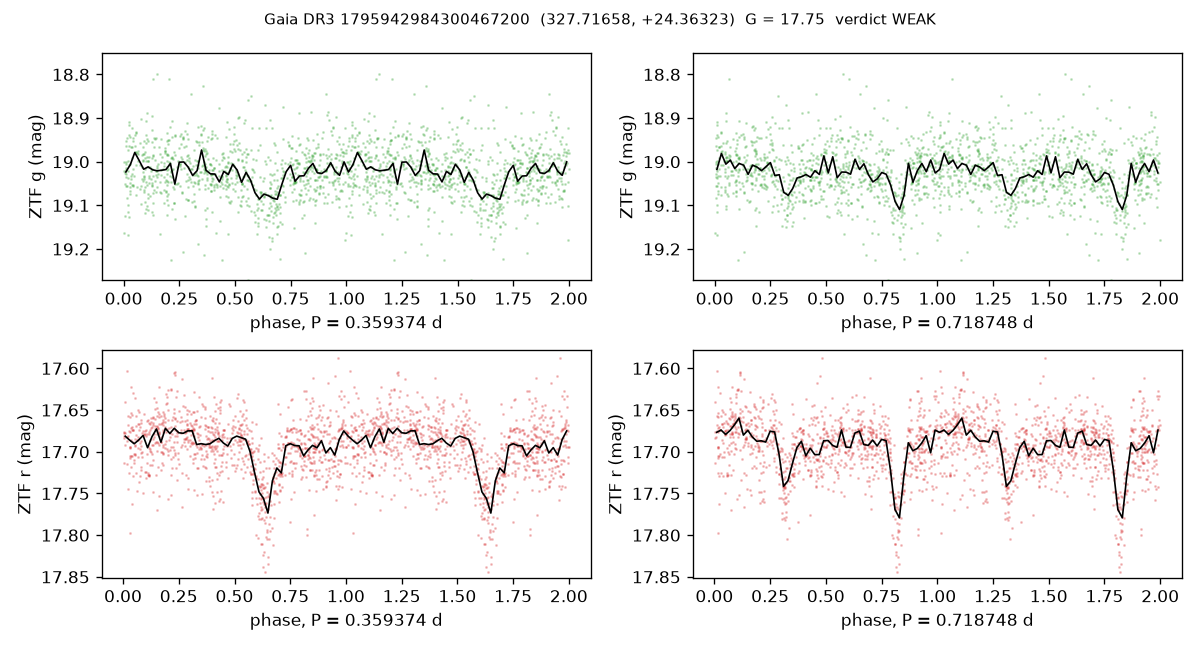 Gaia DR3 1795942984300467200 (327.71658, +24.36323) G = 17.75 verdict WEAK
ZTF g (mag)
18.8
18.9
19.0
19.1
19.2
0.00 0.25 0.50 0.75 1.00 1.25 1.50 1.75 2.00
phase, P = 0.359374 d
ZTF g (mag)
18.8
18.9
19.0
19.1
19.2
0.00 0.25 0.50 0.75 1.00 1.25 1.50 1.75 2.00
phase, P = 0.718748 d
ZTF r (mag)
17.60
17.65
17.70
17.75
17.80
17.85
0.00 0.25 0.50 0.75 1.00 1.25 1.50 1.75 2.00
phase, P = 0.359374 d
ZTF r (mag)
17.60
17.65
17.70
17.75
17.80
17.85
0.00 0.25 0.50 0.75 1.00 1.25 1.50 1.75 2.00
phase, P = 0.718748 d